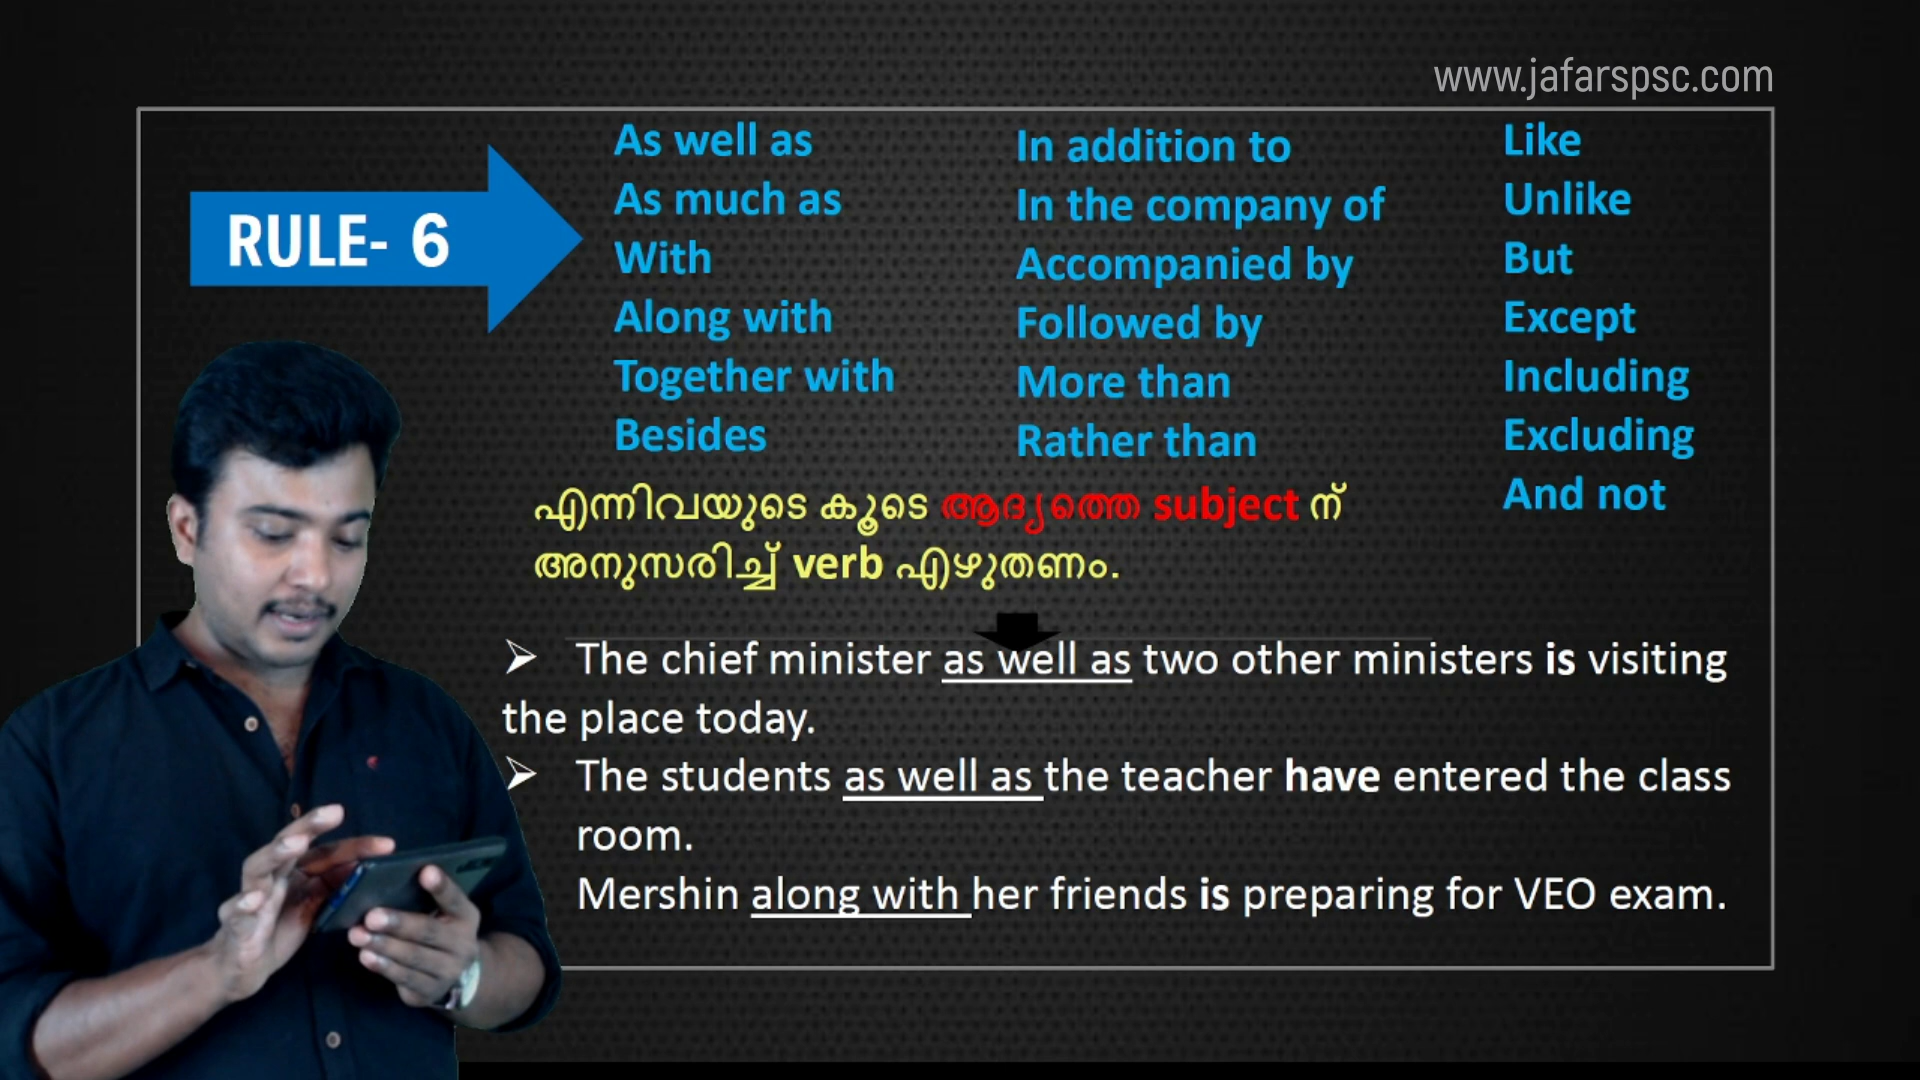 www.jafarspsc.com
RULE- 6
As well as
As much as
With
Along with
Together with
Besides
In addition to
In the company of
Accompanied by
Followed by
More than
Rather than
Like
Unlike
But
Except
Including
Excluding
And not
എന്നിവയുടെ കൂടെ ആദ്യത്തെ subject ന്
അനുസരിച്ച് verb എഴുതണം.
➢ The chief minister as well as two other ministers is visiting
the place today.
➢ The students as well as the teacher have entered the class
room.
Mershin along with her friends is preparing for VEO exam.